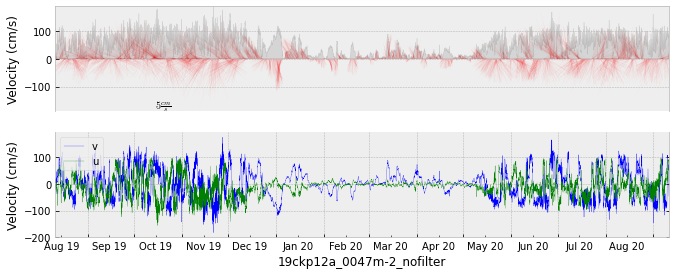 Velocity (cm/s)
100
0
−100
5 cm/s
Velocity (cm/s)
v
u
100
0
−100
−200
Aug 19 Sep 19 Oct 19 Nov 19 Dec 19 Jan 20 Feb 20 Mar 20 Apr 20 May 20 Jun 20 Jul 20 Aug 20
19ckp12a_0047m-2_nofilter